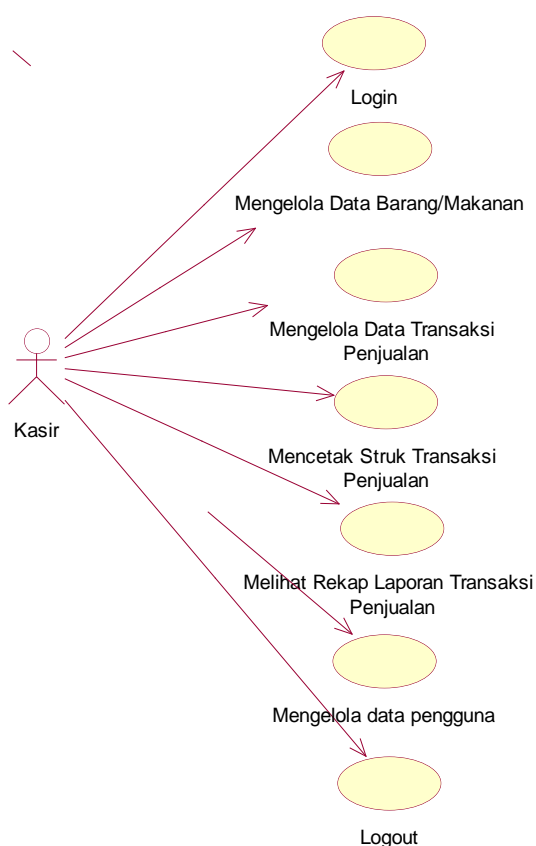 Login
Mengelola Data Barang/Makanan
Mengelola Data Transaksi
Penjualan
Kasir
Mencetak Struk Transaksi
Penjualan
Melihat Rekap Laporan Transaksi
Penjualan
Mengelola data pengguna
Logout